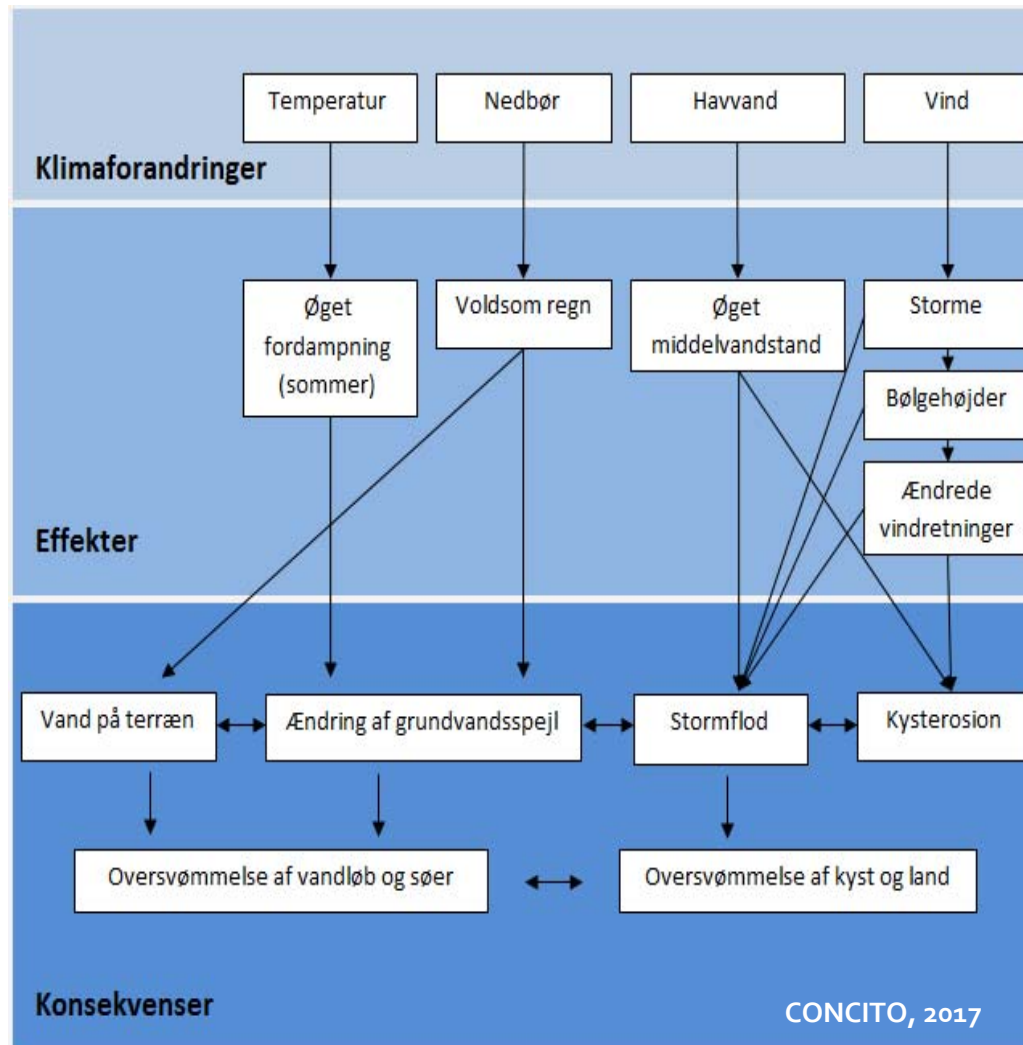 Temperatur
Nedbør
Havvand
Vind
Klimaforandringer
Øget
fordampning
(sommer)
Voldsom regn
Øget
middelvandstand
Storme
Bølgehøjder
Ændrede
vindretninger
Effekter
Vand på terræn
Ændring af grundvandsspejl
Stormflod
Kysterosion
Oversvømmelse af vandløb og søer
Oversvømmelse af kyst og land
Konsekvenser
CONCITO, 2017